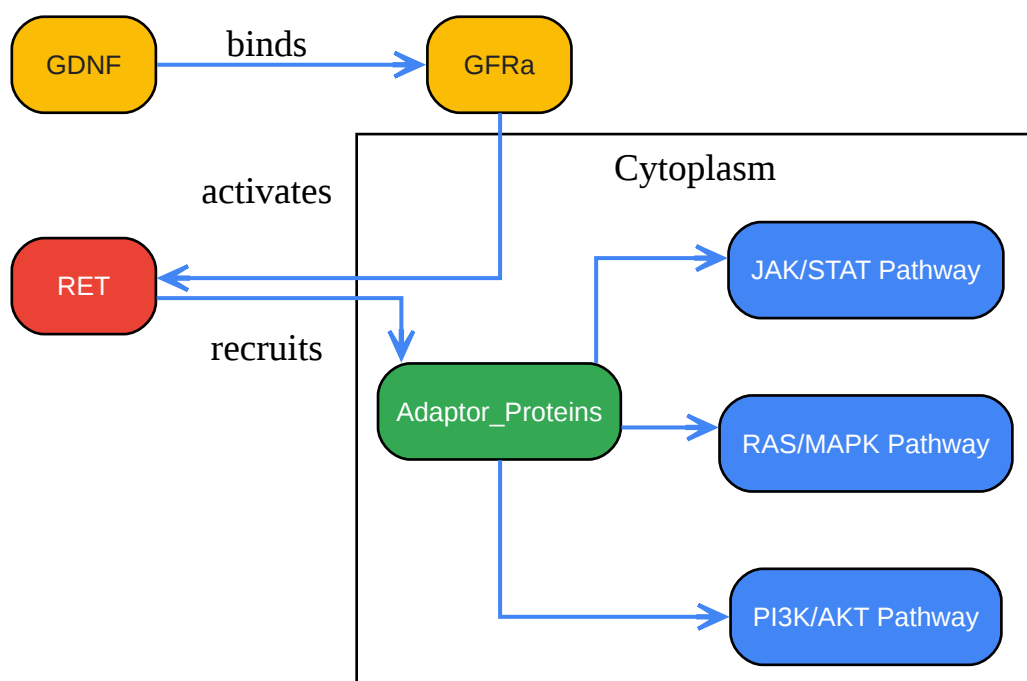 GDNF
binds
GFRa
Cytoplasm
activates
JAK/STAT Pathway
RET
recruits
Adaptor_Proteins
RAS/MAPK Pathway
PI3K/AKT Pathway